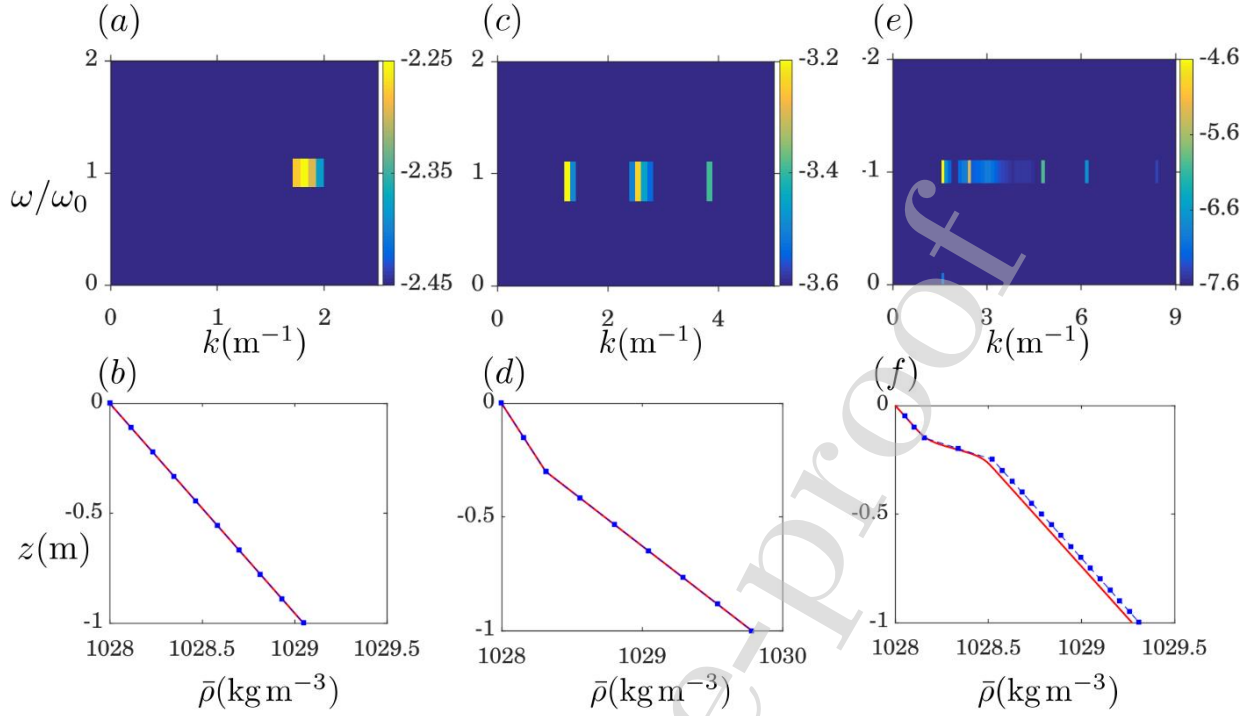 (a) (c) (e)
2 -2.25 2 -3.2 -2 -4.6
-5.6
ω/ω₀ 1 -2.35 1 -3.4 -1
-6.6
0 -2.45 0 -3.6 0 -7.6
0 1 2 0 2 4 0 3 6 9
k(m⁻¹) k(m⁻¹) k(m⁻¹)
(b) (d) (f)
0 0 0
z(m) -0.5 -0.5 -0.5
-1 -1 -1
1028 1028.5 1029 1029.5 1028 1029 1030 1028 1028.5 1029 1029.5
ρ̄(kg m⁻³) ρ̄(kg m⁻³) ρ̄(kg m⁻³)
e-proof